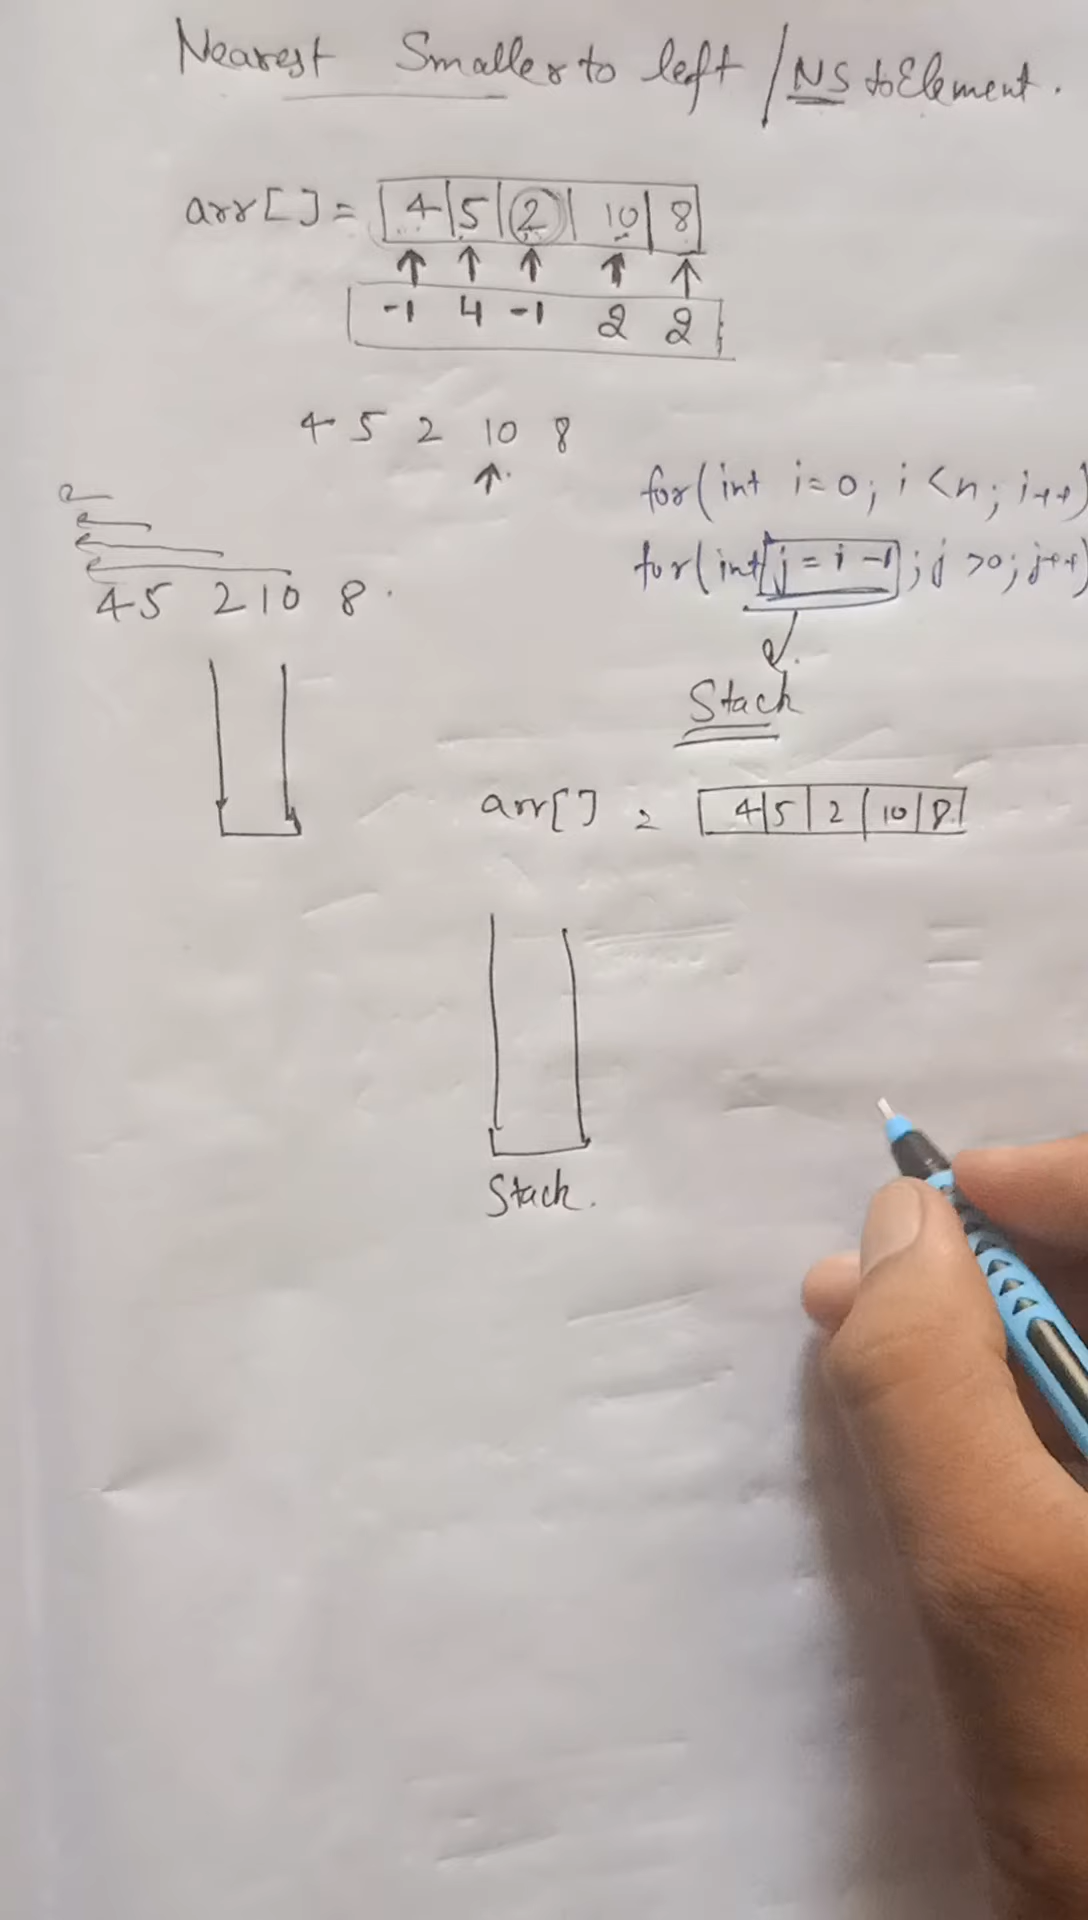 Nearest Smaller to left / NS to Element.
arr[] = 4 | 5 | 2 | 10 | 8
-1 4 -1 2 2
4 5 2 10 8
for(int i=0; i<n; i++)
for(int j = i-1; j>0; j++)
4 5 2 10 8.
Stack
arr[] = 4|5|2|10|8
Stack.